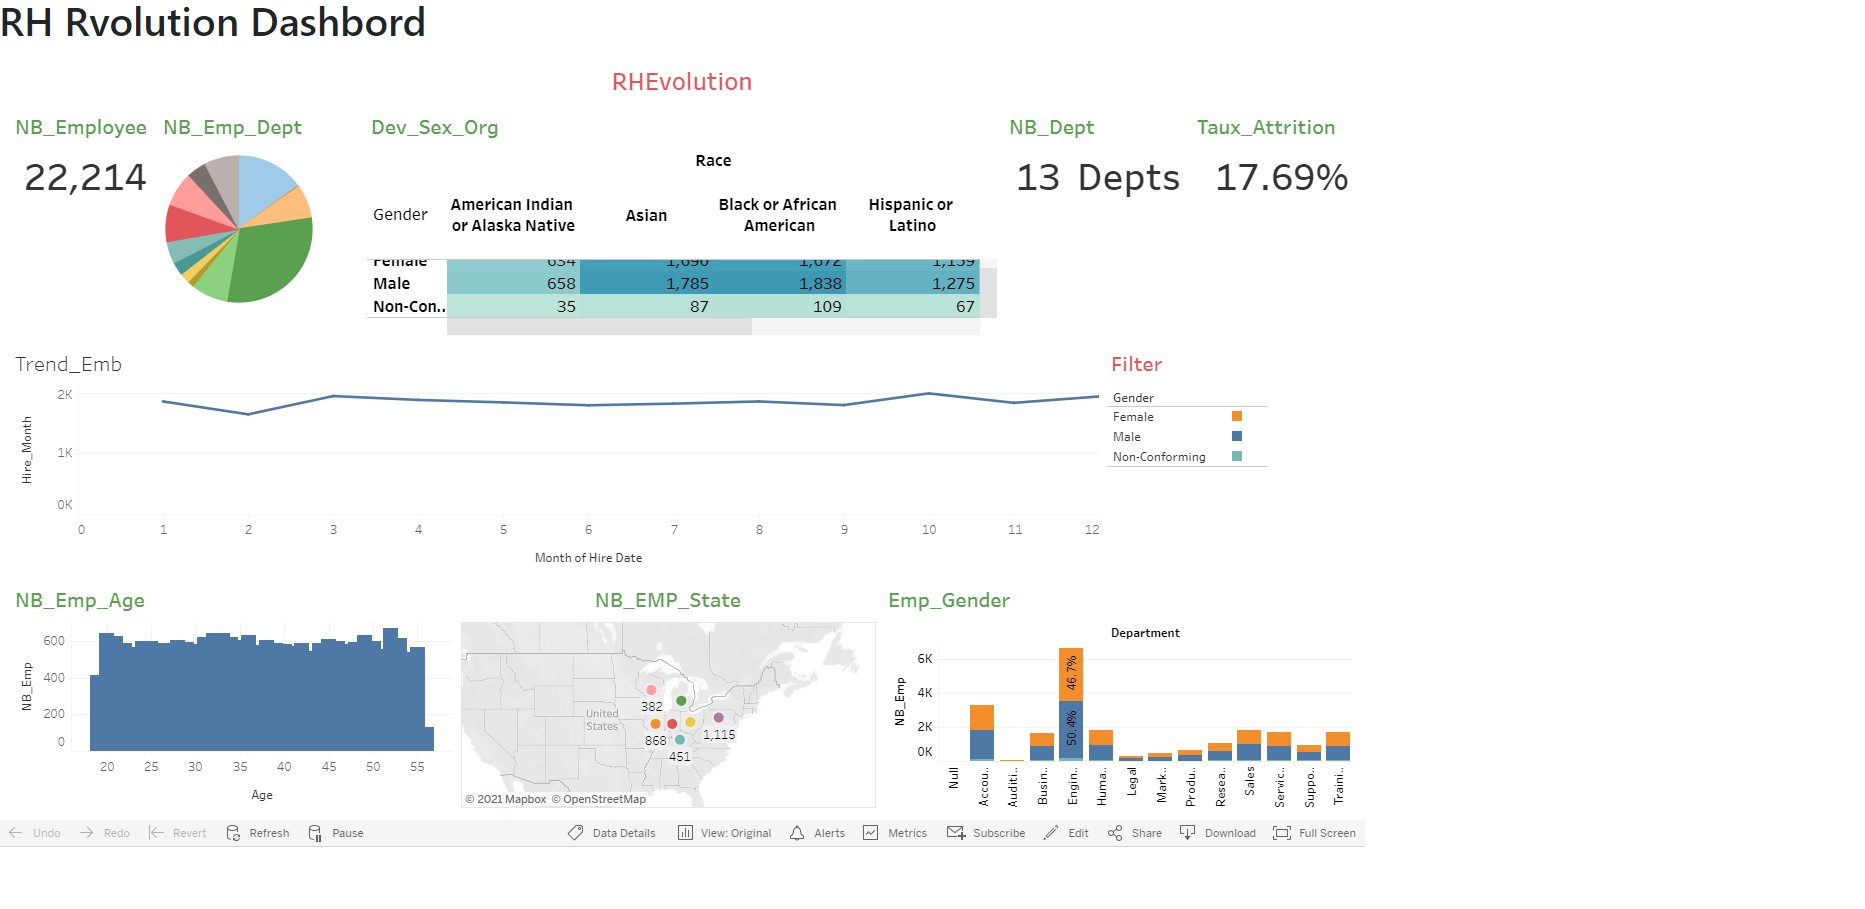 RH Rvolution Dashbord
RHEvolution
NB_Employee
NB_Emp_Dept
Dev_Sex_Org
NB_Dept
Taux_Attrition
22,214
13 Depts
17.69%
Race
Gender
American Indian
or Alaska Native
Asian
Black or African
American
Hispanic or
Latino
Female 634 1,690 1,672 1,159
Male 658 1,785 1,838 1,275
Non-Con.. 35 87 109 67
Trend_Emb
Hire_Month
2K
1K
0K
0 1 2 3 4 5 6 7 8 9 10 11 12
Month of Hire Date
Filter
Gender
Female
Male
Non-Conforming
NB_Emp_Age
NB_Emp
600
400
200
0
20 25 30 35 40 45 50 55
Age
NB_EMP_State
United
States
382
868
451
1,115
© 2021 Mapbox © OpenStreetMap
Emp_Gender
Department
NB_Emp
6K
4K
2K
0K
46.7%
50.4%
Null
Accou..
Auditi..
Busin..
Engin..
Huma..
Legal
Mark..
Produ..
Resea..
Sales
Servic..
Suppo..
Traini..
Undo Redo Revert Refresh Pause Data Details View: Original Alerts Metrics Subscribe Edit Share Download Full Screen